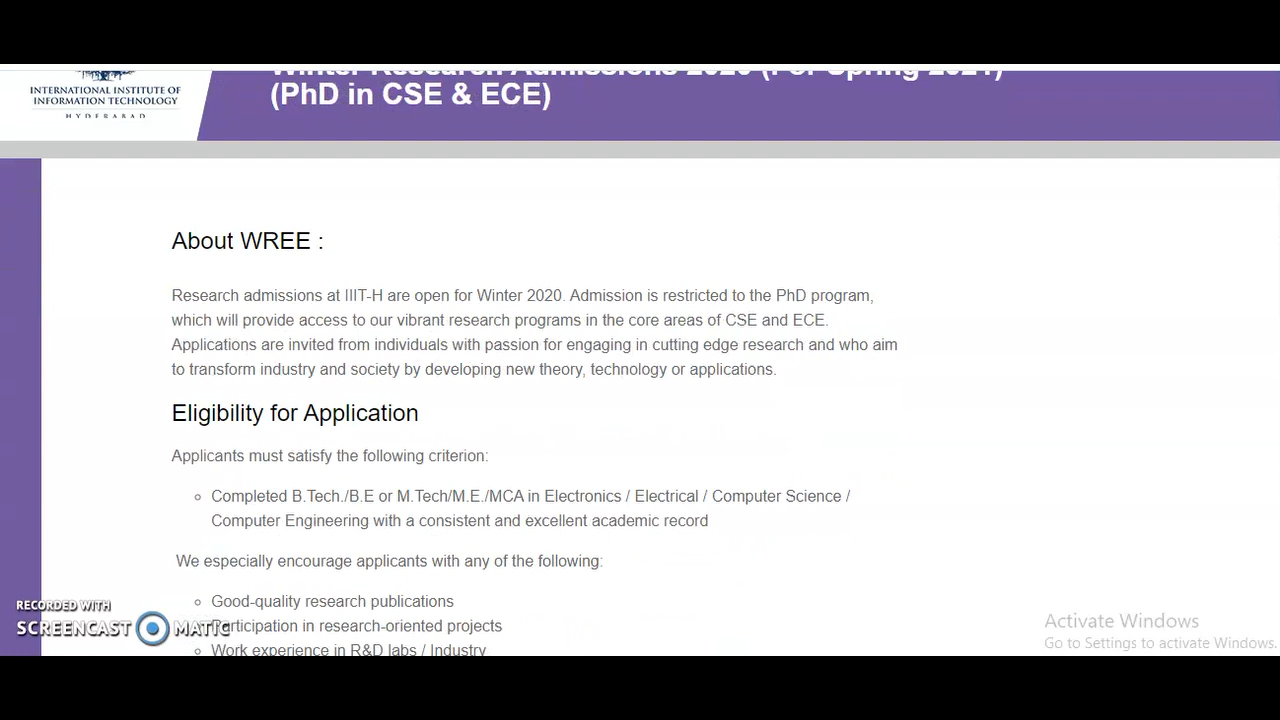 Winter Research Admissions 2020 (For Spring 2021)
(PhD in CSE & ECE)
INTERNATIONAL INSTITUTE OF
INFORMATION TECHNOLOGY
HYDERABAD
About WREE :
Research admissions at IIIT-H are open for Winter 2020. Admission is restricted to the PhD program,
which will provide access to our vibrant research programs in the core areas of CSE and ECE.
Applications are invited from individuals with passion for engaging in cutting edge research and who aim
to transform industry and society by developing new theory, technology or applications.
Eligibility for Application
Applicants must satisfy the following criterion:
Completed B.Tech./B.E or M.Tech/M.E./MCA in Electronics / Electrical / Computer Science /
Computer Engineering with a consistent and excellent academic record
We especially encourage applicants with any of the following:
Good-quality research publications
Participation in research-oriented projects
Work experience in R&D labs / Industry
RECORDED WITH
SCREENCAST MATIC
Activate Windows
Go to Settings to activate Windows.